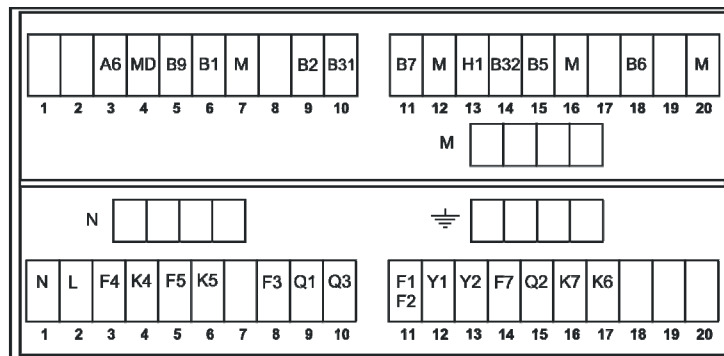 A6 MD B9 B1 M B2 B31 B7 M H1 B32 B5 M B6 M
1 2 3 4 5 6 7 8 9 10 11 12 13 14 15 16 17 18 19 20
M
N
N L F4 K4 F5 K5 F3 Q1 Q3 F1 Y1 Y2 F7 Q2 K7 K6
F2
1 2 3 4 5 6 7 8 9 10 11 12 13 14 15 16 17 18 19 20